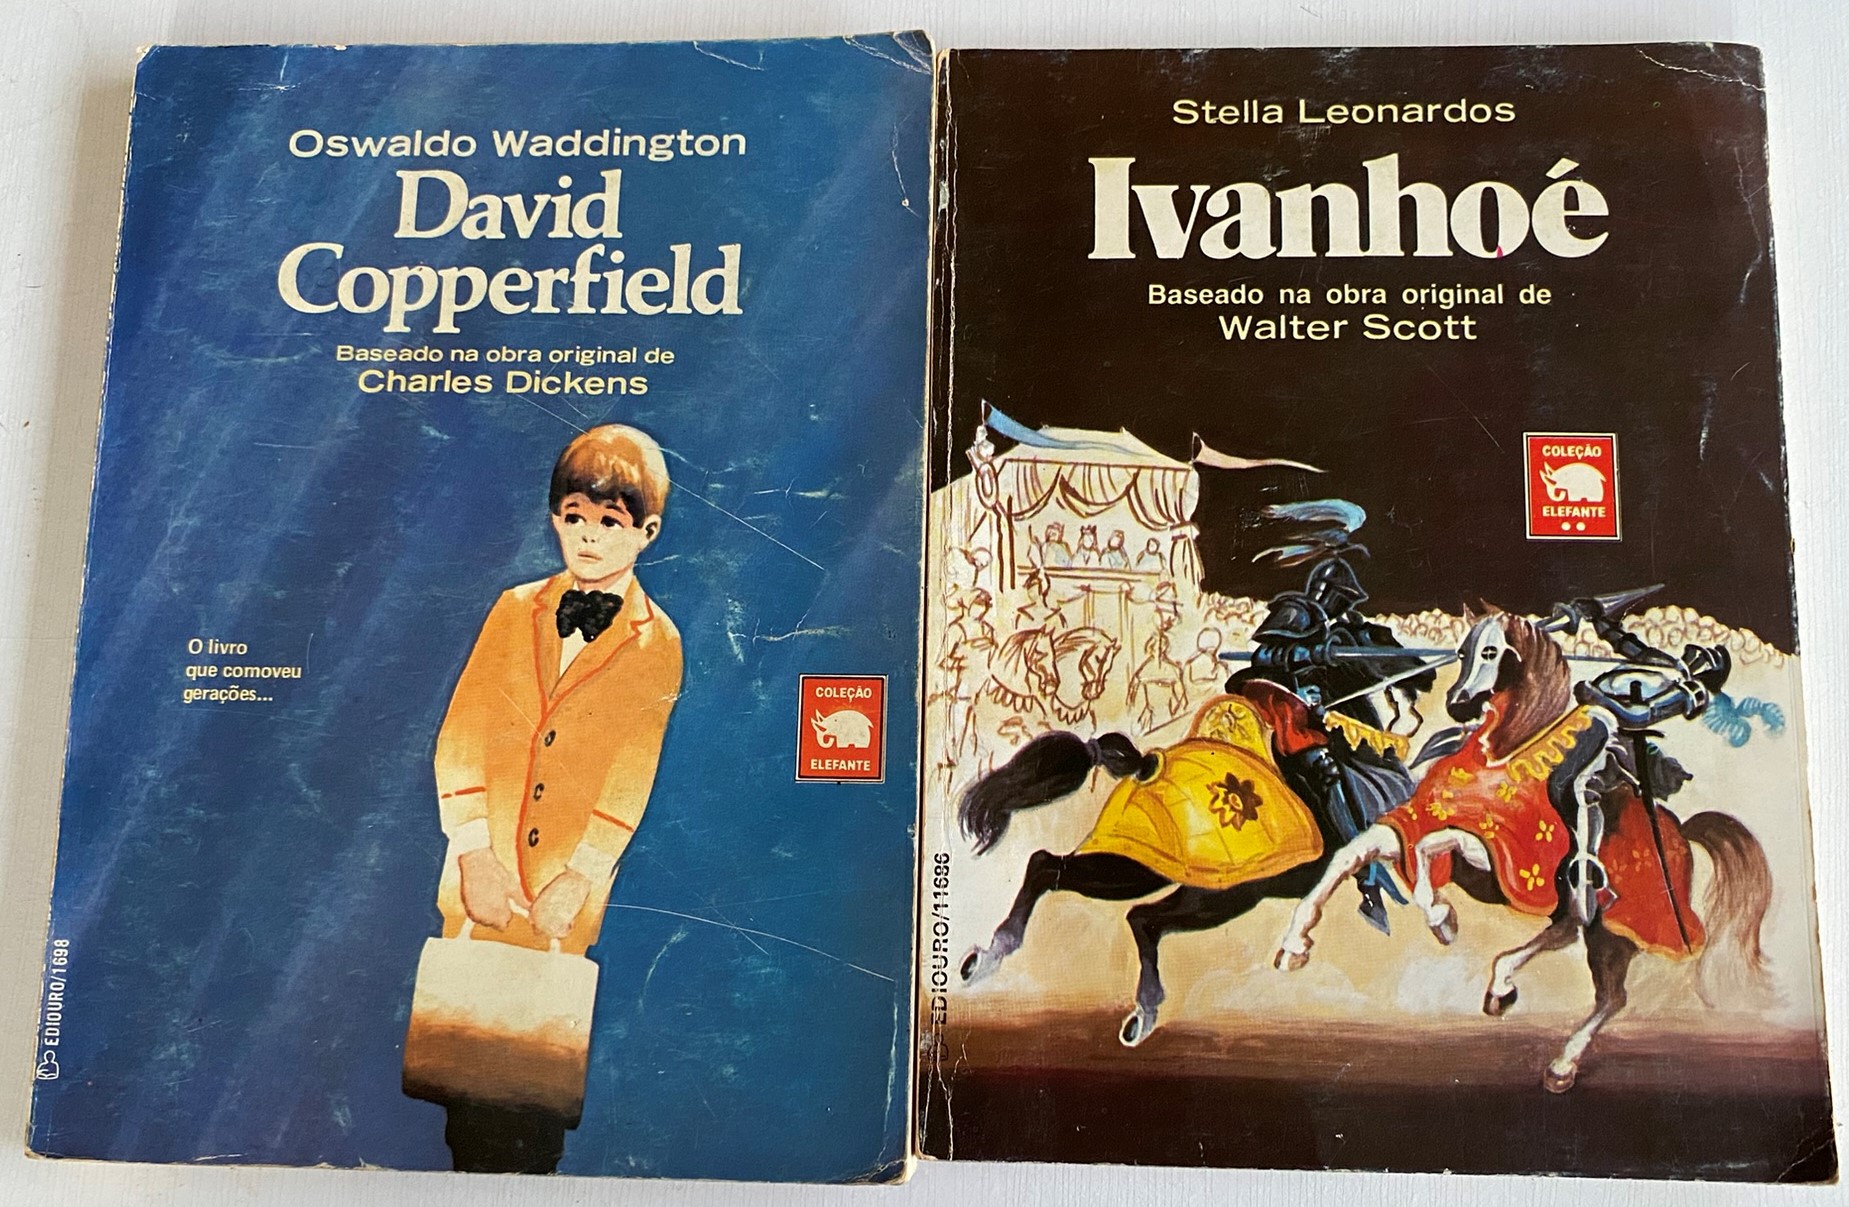 Oswaldo Waddington
David
Copperfield
Baseado na obra original de
Charles Dickens
O livro
que comoveu
gerações...
COLEÇÃO
ELEFANTE
EDIOURO/1698
Stella Leonardos
Ivanhoé
Baseado na obra original de
Walter Scott
COLEÇÃO
ELEFANTE
EDIOURO/11686